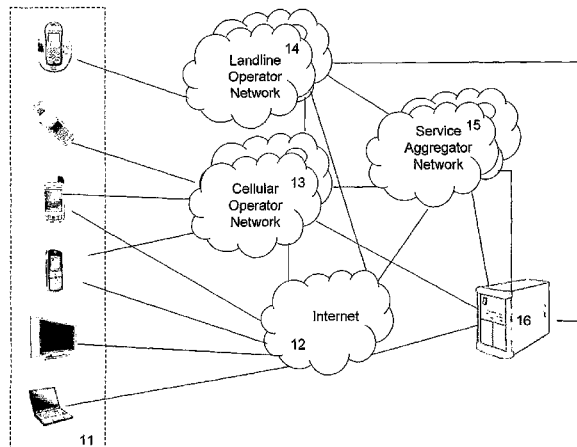 14
Landline
Operator
Network
15
Service
Aggregator
Network
13
Cellular
Operator
Network
Internet
12
16
11